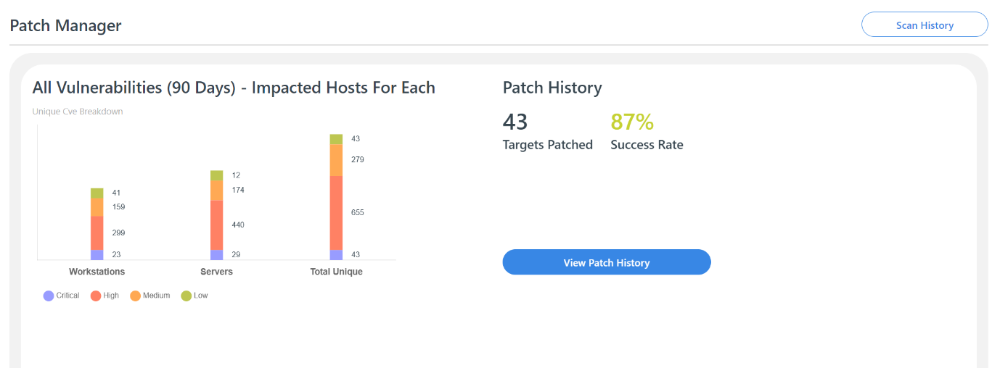 Patch Manager
Scan History
All Vulnerabilities (90 Days) - Impacted Hosts For Each
Unique Cve Breakdown
41
159
299
23
12
174
440
29
43
279
655
43
Workstations
Servers
Total Unique
Critical
High
Medium
Low
Patch History
43
87%
Targets Patched
Success Rate
View Patch History